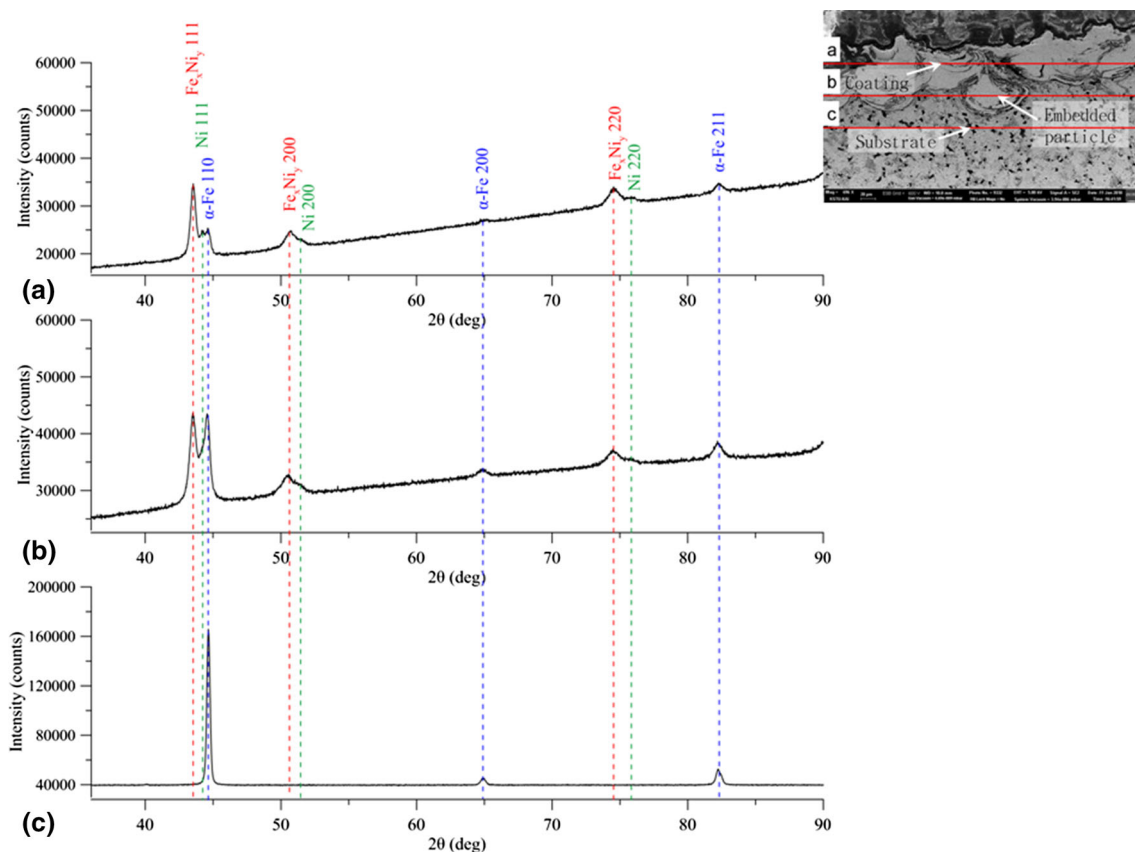 Fe_xNi_y 111
Ni 111
α-Fe 110
Fe_xNi_y 200
Ni 200
α-Fe 200
Fe_xNi_y 220
Ni 220
α-Fe 211
Intensity (counts)
60000
50000
40000
30000
20000
40
50
60
70
80
90
2θ (deg)
(a)
Intensity (counts)
60000
50000
40000
30000
40
50
60
70
80
90
2θ (deg)
(b)
Intensity (counts)
200000
160000
120000
80000
40000
40
50
60
70
80
90
2θ (deg)
(c)
a
Coating
b
Embedded
particle
c
Substrate